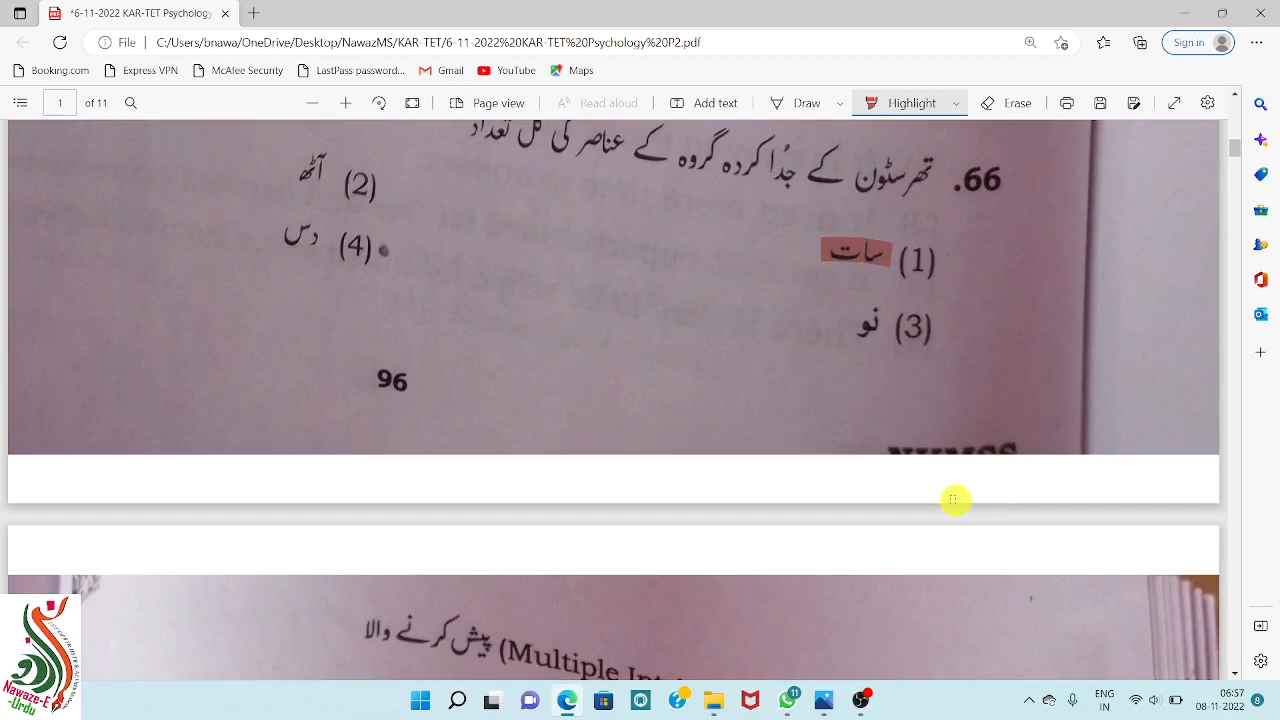 *6-11-2022 KAR-TET Psychology
File
C:/Users/bnawa/OneDrive/Desktop/NawazMS/KAR-TET/6-11-2022%20KAR TET%20Psychology%20P2.pdf
Sign in
Booking.com
Express VPN
McAfee Security
LastPass password...
Gmail
YouTube
Maps
1 of 11
Page view
Read aloud
Add text
Draw
Highlight
Erase
66. تھرسٹون کے جُدا کردہ گروہ کے عناصر کی کل تعداد
(1) سات
(2) آٹھ
(3) نو
(4) دس
96
پیش کرنے والا (Multiple
Nawaz-E
-Urdu
11
ENG
IN
06:57
08-11-2022
8